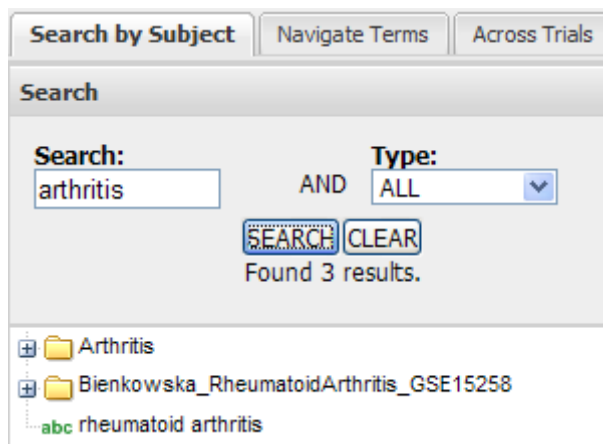 Search by Subject Navigate Terms Across Trials
Search
Search: Type:
arthritis AND ALL
SEARCH CLEAR
Found 3 results.
Arthritis
Bienkowska_RheumatoidArthritis_GSE15258
abc rheumatoid arthritis